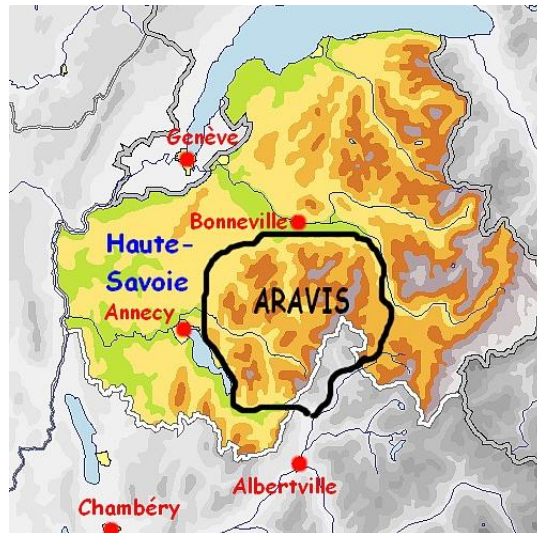 Genève
Bonneville
Haute-
Savoie
ARAVIS
Annecy
Albertville
Chambéry